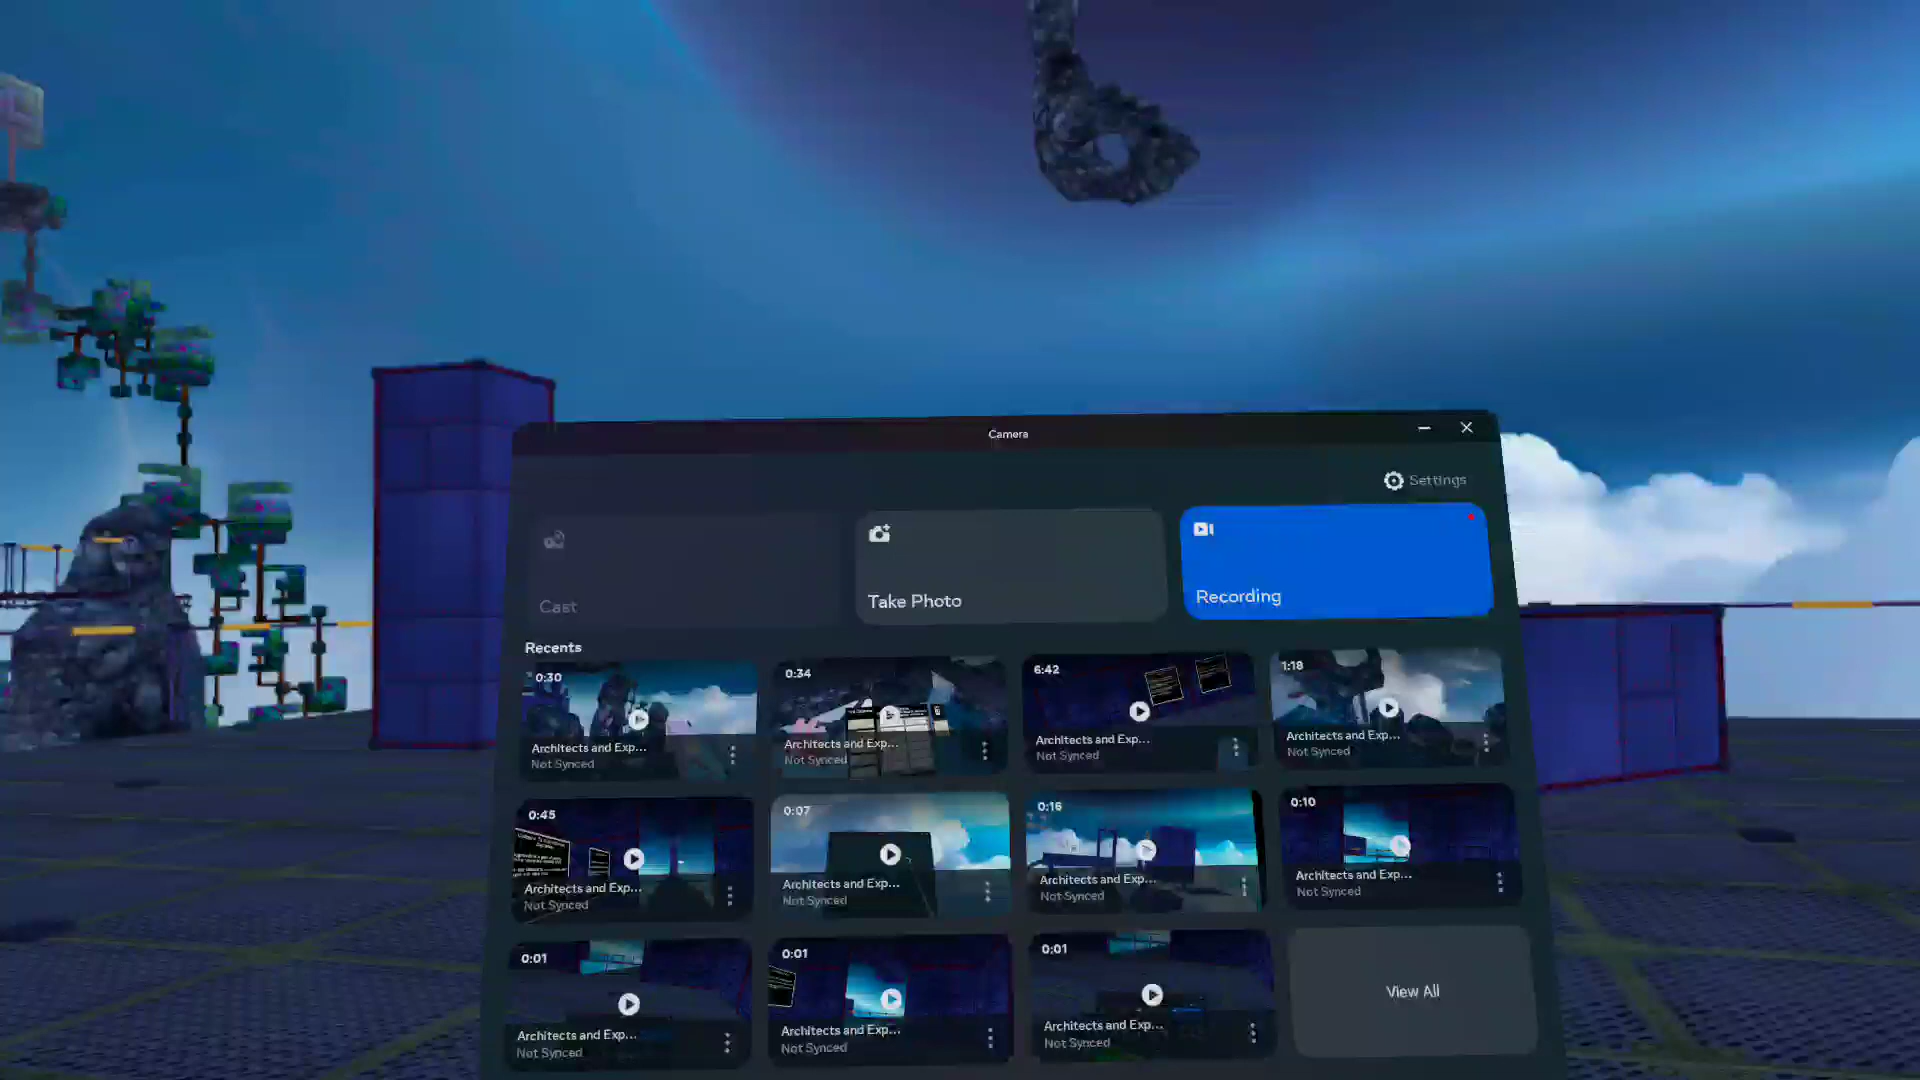 Camera
Settings
Cast
Take Photo
Recording
Recents
0:30
Architects and Exp...
Not Synced
0:34
Architects and Exp...
Not Synced
6:42
Architects and Exp...
Not Synced
1:18
Architects and Exp...
Not Synced
0:45
Architects and Exp...
Not Synced
0:07
Architects and Exp...
Not Synced
0:16
Architects and Exp...
Not Synced
0:10
Architects and Exp...
Not Synced
0:01
Architects and Exp...
Not Synced
0:01
Architects and Exp...
Not Synced
0:01
Architects and Exp...
Not Synced
View All